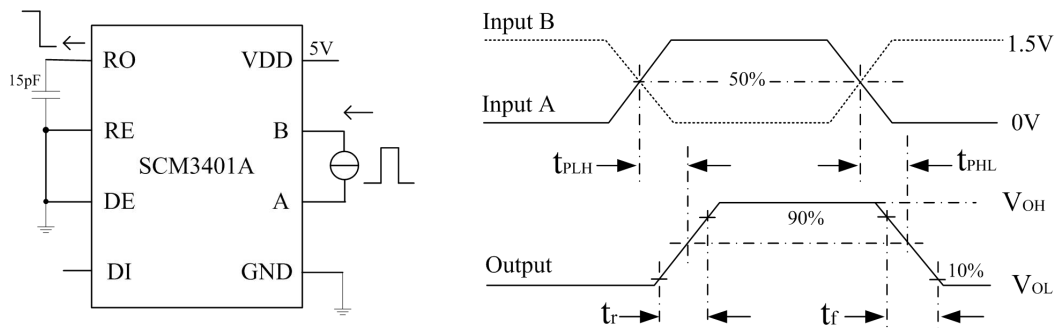 RO
VDD
5V
15pF
RE
B
SCM3401A
DE
A
DI
GND
Input B
1.5V
50%
Input A
0V
tPLH
tPHL
VOH
90%
Output
10%
VOL
tr
tf